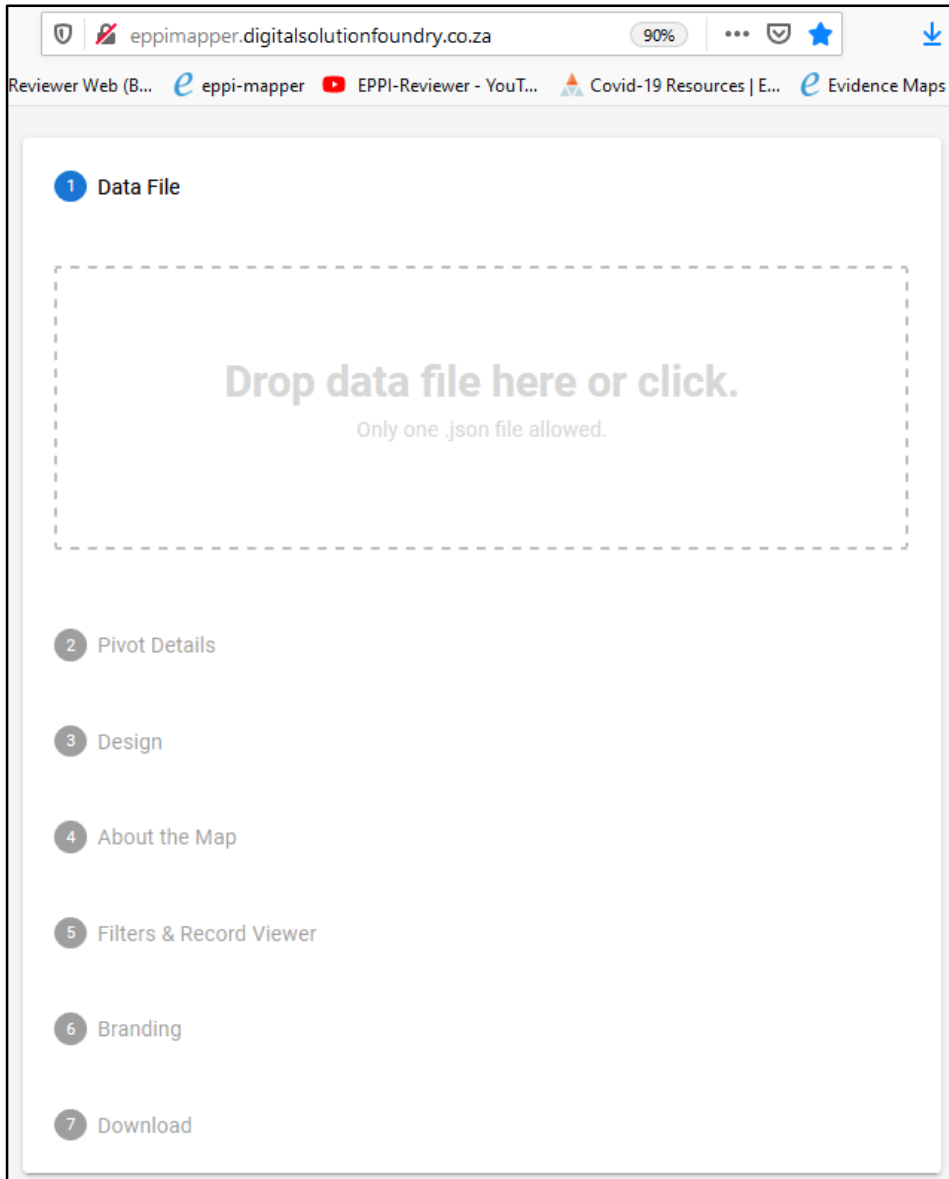 eppimapper.digitalsolutionfoundry.co.za 90%
Reviewer Web (B... eppi-mapper EPPI-Reviewer - YouT... Covid-19 Resources | E... Evidence Maps
1 Data File
Drop data file here or click.
Only one .json file allowed.
2 Pivot Details
3 Design
4 About the Map
5 Filters & Record Viewer
6 Branding
7 Download